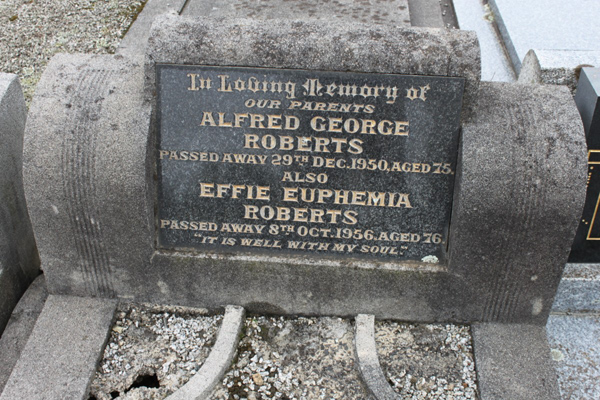 In Loving Memory of
OUR PARENTS
ALFRED GEORGE
ROBERTS
PASSED AWAY 29TH DEC. 1950, AGED 75.
ALSO
EFFIE EUPHEMIA
ROBERTS
PASSED AWAY 8TH OCT. 1956, AGED 76.
"IT IS WELL WITH MY SOUL."